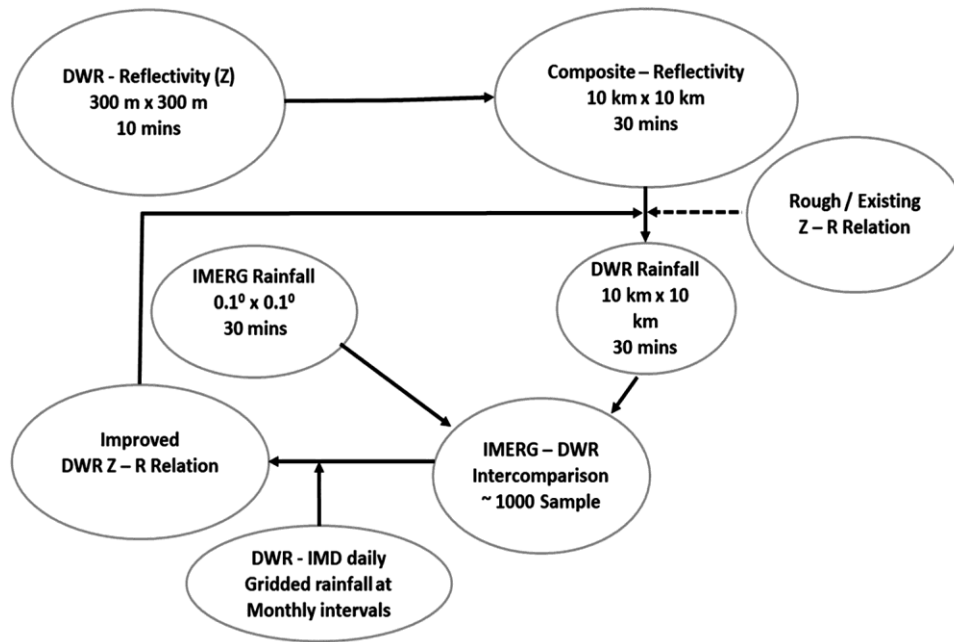 DWR - Reflectivity (Z)
300 m x 300 m
10 mins
Composite – Reflectivity
10 km x 10 km
30 mins
Rough / Existing
Z – R Relation
IMERG Rainfall
0.1⁰ x 0.1⁰
30 mins
DWR Rainfall
10 km x 10
km
30 mins
Improved
DWR Z – R Relation
IMERG – DWR
Intercomparison
~ 1000 Sample
DWR - IMD daily
Gridded rainfall at
Monthly intervals